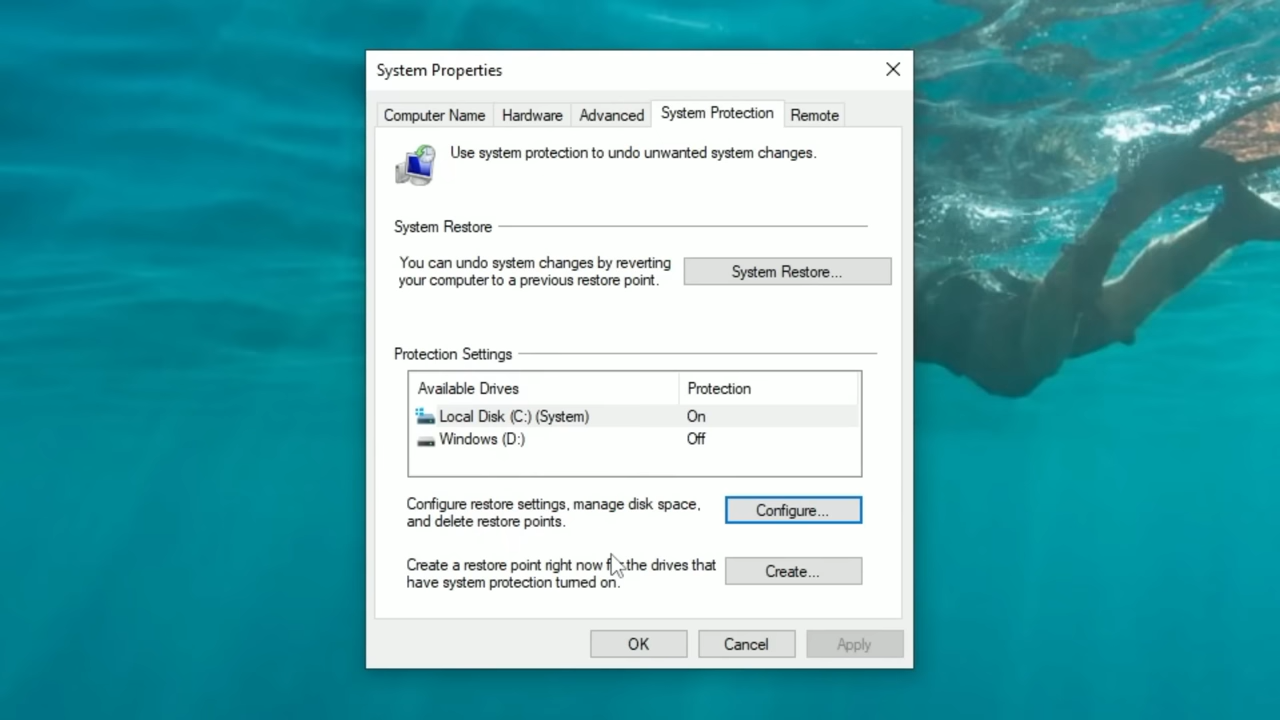 System Properties
Computer Name
Hardware
Advanced
System Protection
Remote
Use system protection to undo unwanted system changes.
System Restore
You can undo system changes by reverting
your computer to a previous restore point.
System Restore...
Protection Settings
Available Drives
Protection
Local Disk (C:) (System)
On
Windows (D:)
Off
Configure restore settings, manage disk space,
and delete restore points.
Configure...
Create a restore point right now the drives that
have system protection turned on.
Create...
OK
Cancel
Apply